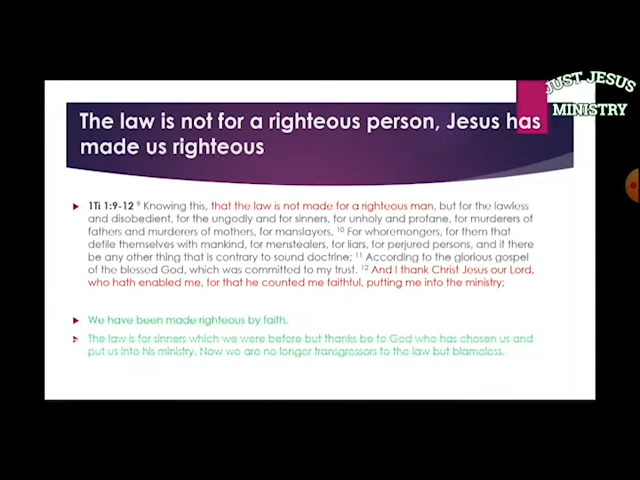 JUST JESUS
MINISTRY
The law is not for a righteous person, Jesus has
made us righteous
1Ti 1:9-12 9 Knowing this, that the law is not made for a righteous man, but for the lawless
and disobedient, for the ungodly and for sinners, for unholy and profane, for murderers of
fathers and murderers of mothers, for manslayers, 10 For whoremongers, for them that
defile themselves with mankind, for menstealers, for liars, for perjured persons, and if there
be any other thing that is contrary to sound doctrine; 11 According to the glorious gospel
of the blessed God, which was committed to my trust. 12 And I thank Christ Jesus our Lord,
who hath enabled me, for that he counted me faithful, putting me into the ministry;
We have been made righteous by faith.
The law is for sinners which we were before but thanks be to God who has chosen us and
put us into his ministry. Now we are no longer transgressors to the law but blameless.